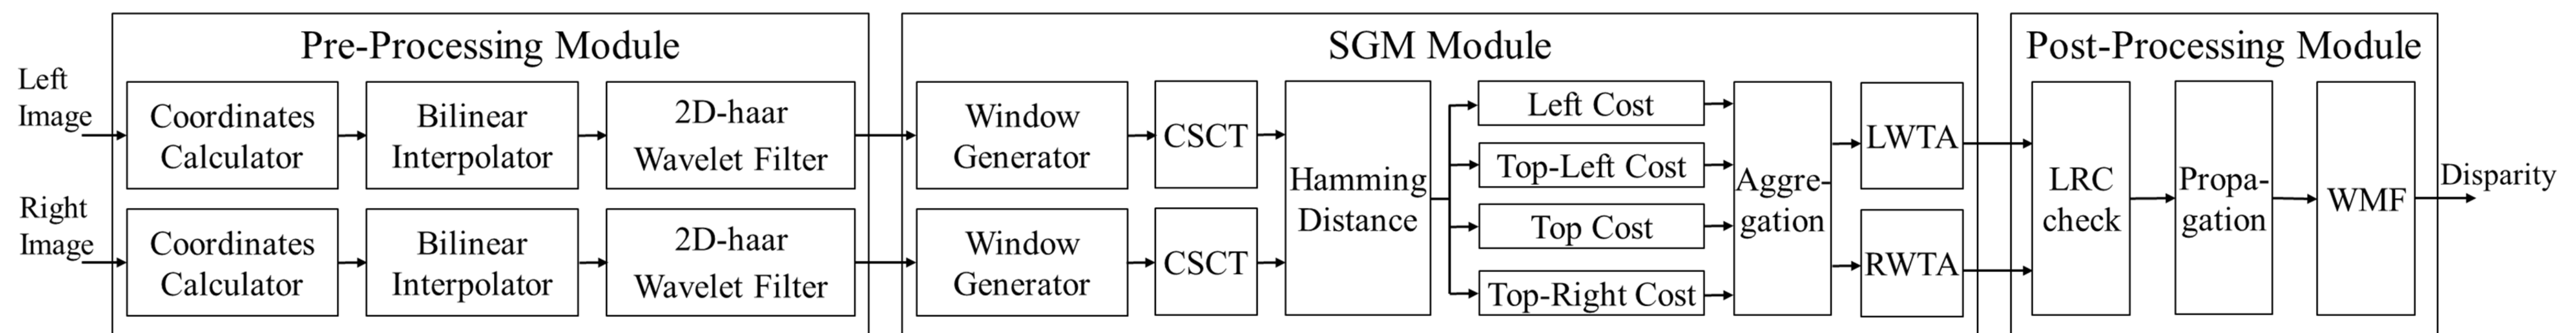 Pre-Processing Module
SGM Module
Post-Processing Module
Left
Image
Coordinates
Calculator
Bilinear
Interpolator
2D-haar
Wavelet Filter
Window
Generator
CSCT
Right
Image
Coordinates
Calculator
Bilinear
Interpolator
2D-haar
Wavelet Filter
Window
Generator
CSCT
Hamming
Distance
Left Cost
Top-Left Cost
Top Cost
Top-Right Cost
Aggre-
gation
LWTA
RWTA
LRC
check
Propa-
gation
WMF
Disparity